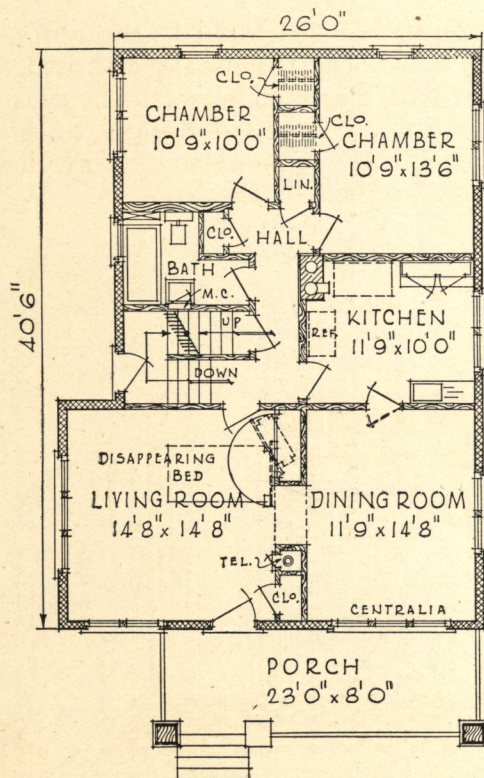 26'0"
CLO.
CHAMBER
10'9"x10'0"
CLO.
CHAMBER
10'9"x13'6"
LIN.
CLO.
HALL
BATH
M.C.
40'6"
UP
REF.
KITCHEN
11'9"x10'0"
DOWN
DISAPPEARING
BED
LIVING ROOM
14'8"x14'8"
DINING ROOM
11'9"x14'8"
TEL.
CLO.
CENTRALIA
PORCH
23'0"x8'0"